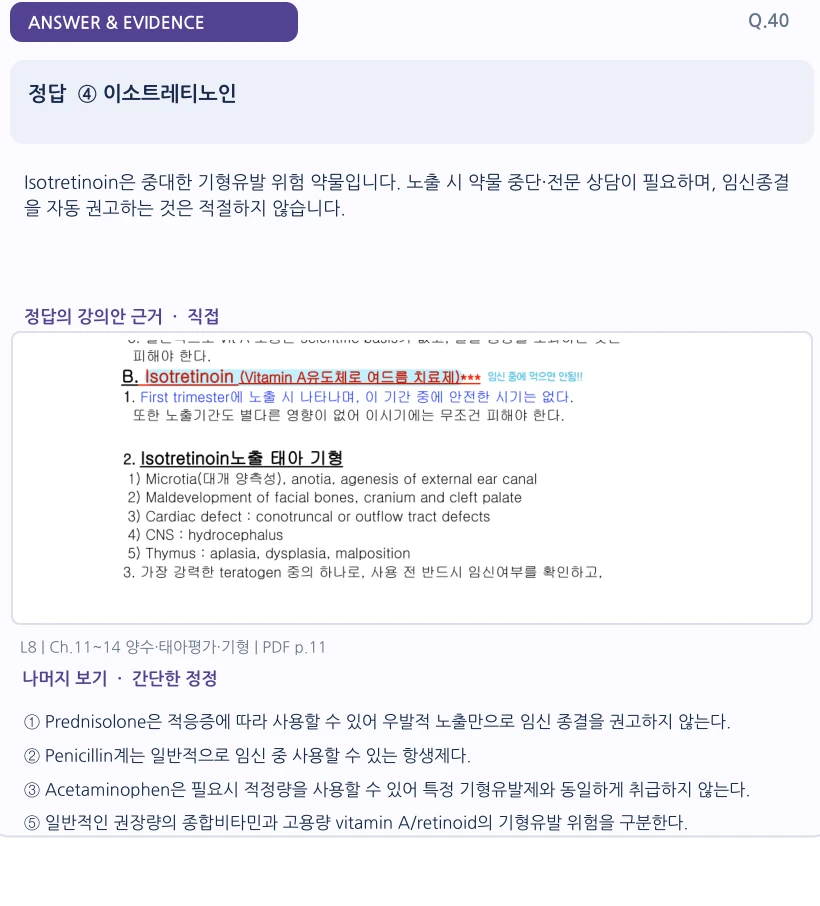 ANSWER & EVIDENCE
Q.40
정답 ④ 이소트레티노인
Isotretinoin은 중대한 기형유발 위험 약물입니다. 노출 시 약물 중단·전문 상담이 필요하며, 임신종결
을 자동 권고하는 것은 적절하지 않습니다.
정답의 강의안 근거 · 직접
피해야 한다.
B. Isotretinoin (Vitamin A유도체로 여드름 치료제)*** 임신 중에 먹으면 안됨!!
1. First trimester에 노출 시 나타나며, 이 기간 중에 안전한 시기는 없다.
또한 노출기간도 별다른 영향이 없어 이시기에는 무조건 피해야 한다.
2. Isotretinoin노출 태아 기형
1) Microtia(대개 양측성), anotia, agenesis of external ear canal
2) Maldevelopment of facial bones, cranium and cleft palate
3) Cardiac defect : conotruncal or outflow tract defects
4) CNS : hydrocephalus
5) Thymus : aplasia, dysplasia, malposition
3. 가장 강력한 teratogen 중의 하나로, 사용 전 반드시 임신여부를 확인하고,
L8 | Ch.11~14 양수·태아평가·기형 | PDF p.11
나머지 보기 · 간단한 정정
① Prednisolone은 적응증에 따라 사용할 수 있어 우발적 노출만으로 임신 종결을 권고하지 않는다.
② Penicillin계는 일반적으로 임신 중 사용할 수 있는 항생제다.
③ Acetaminophen은 필요시 적정량을 사용할 수 있어 특정 기형유발제와 동일하게 취급하지 않는다.
⑤ 일반적인 권장량의 종합비타민과 고용량 vitamin A/retinoid의 기형유발 위험을 구분한다.